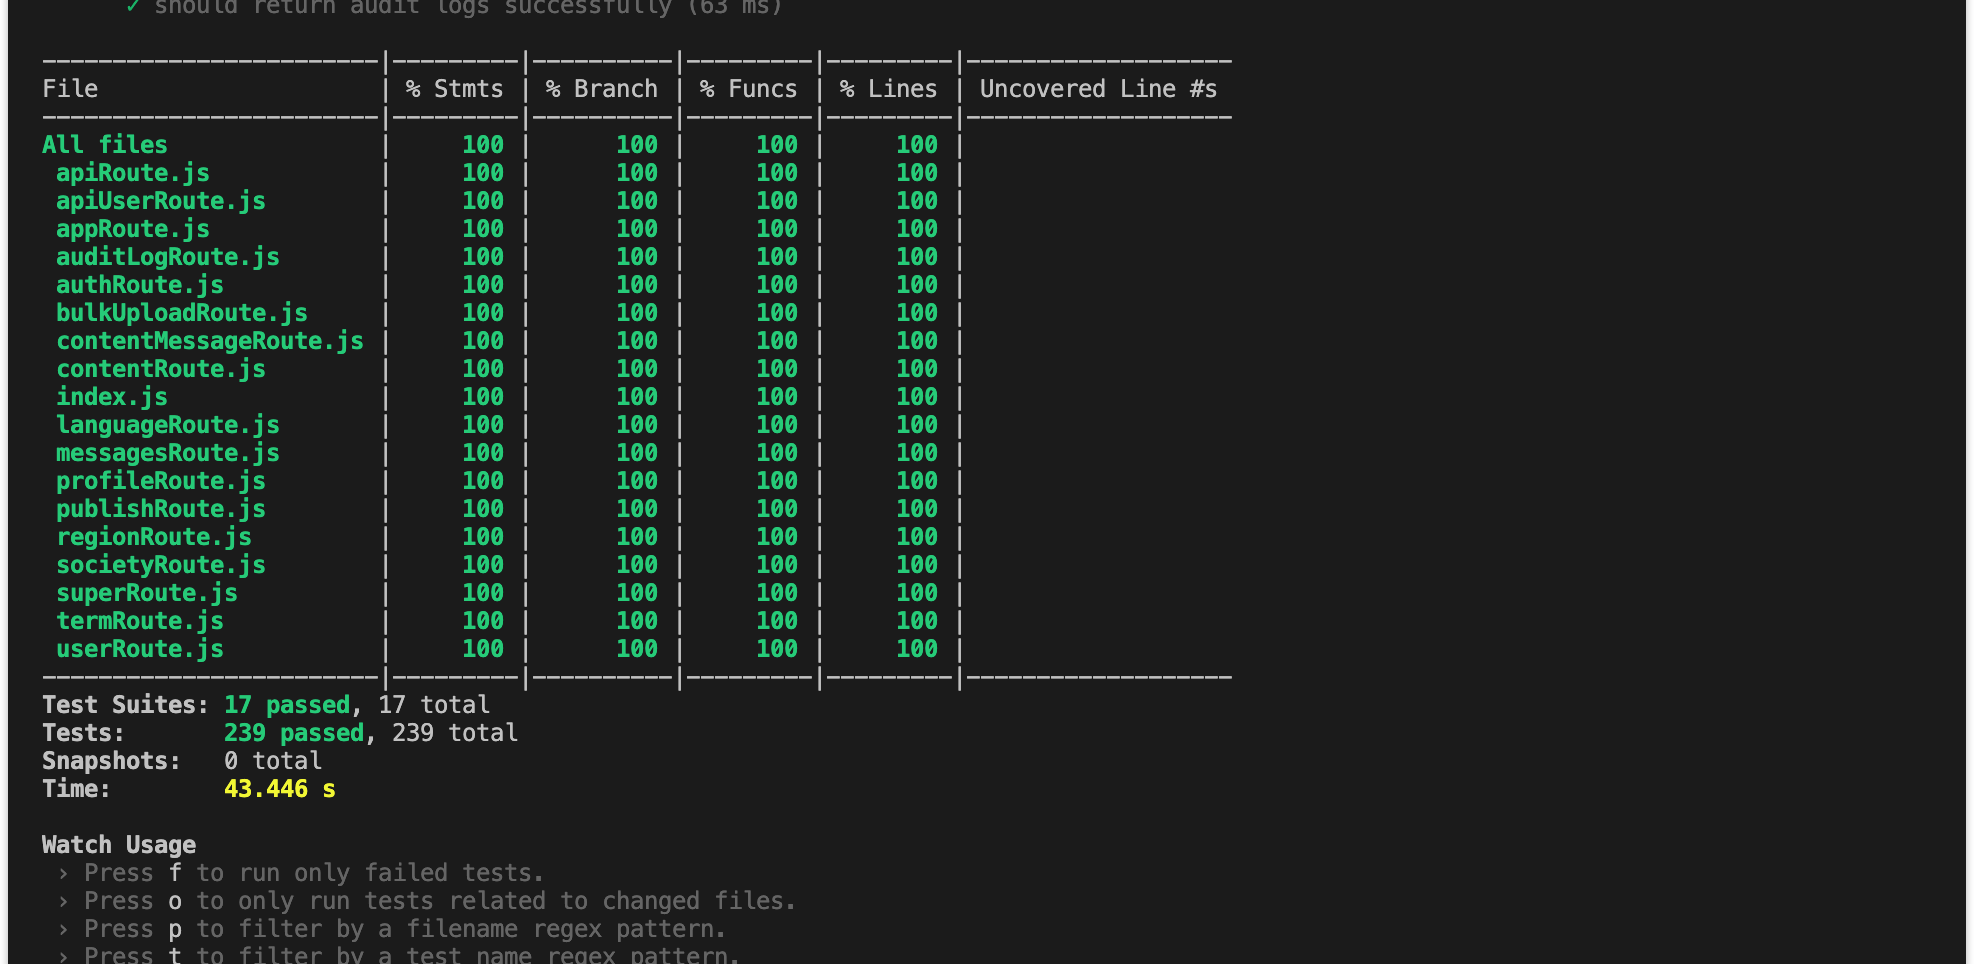 ✓ should return audit logs successfully (63 ms)
------------------------|---------|----------|---------|---------|-------------------
File                    | % Stmts | % Branch | % Funcs | % Lines | Uncovered Line #s
------------------------|---------|----------|---------|---------|-------------------
All files               |     100 |      100 |     100 |     100 |
 apiRoute.js            |     100 |      100 |     100 |     100 |
 apiUserRoute.js        |     100 |      100 |     100 |     100 |
 appRoute.js            |     100 |      100 |     100 |     100 |
 auditLogRoute.js       |     100 |      100 |     100 |     100 |
 authRoute.js           |     100 |      100 |     100 |     100 |
 bulkUploadRoute.js     |     100 |      100 |     100 |     100 |
 contentMessageRoute.js |     100 |      100 |     100 |     100 |
 contentRoute.js        |     100 |      100 |     100 |     100 |
 index.js               |     100 |      100 |     100 |     100 |
 languageRoute.js       |     100 |      100 |     100 |     100 |
 messagesRoute.js       |     100 |      100 |     100 |     100 |
 profileRoute.js        |     100 |      100 |     100 |     100 |
 publishRoute.js        |     100 |      100 |     100 |     100 |
 regionRoute.js         |     100 |      100 |     100 |     100 |
 societyRoute.js        |     100 |      100 |     100 |     100 |
 superRoute.js          |     100 |      100 |     100 |     100 |
 termRoute.js           |     100 |      100 |     100 |     100 |
 userRoute.js           |     100 |      100 |     100 |     100 |
------------------------|---------|----------|---------|---------|-------------------
Test Suites: 17 passed, 17 total
Tests:       239 passed, 239 total
Snapshots:   0 total
Time:        43.446 s
Watch Usage
 › Press f to run only failed tests.
 › Press o to only run tests related to changed files.
 › Press p to filter by a filename regex pattern.
 › Press t to filter by a test name regex pattern.